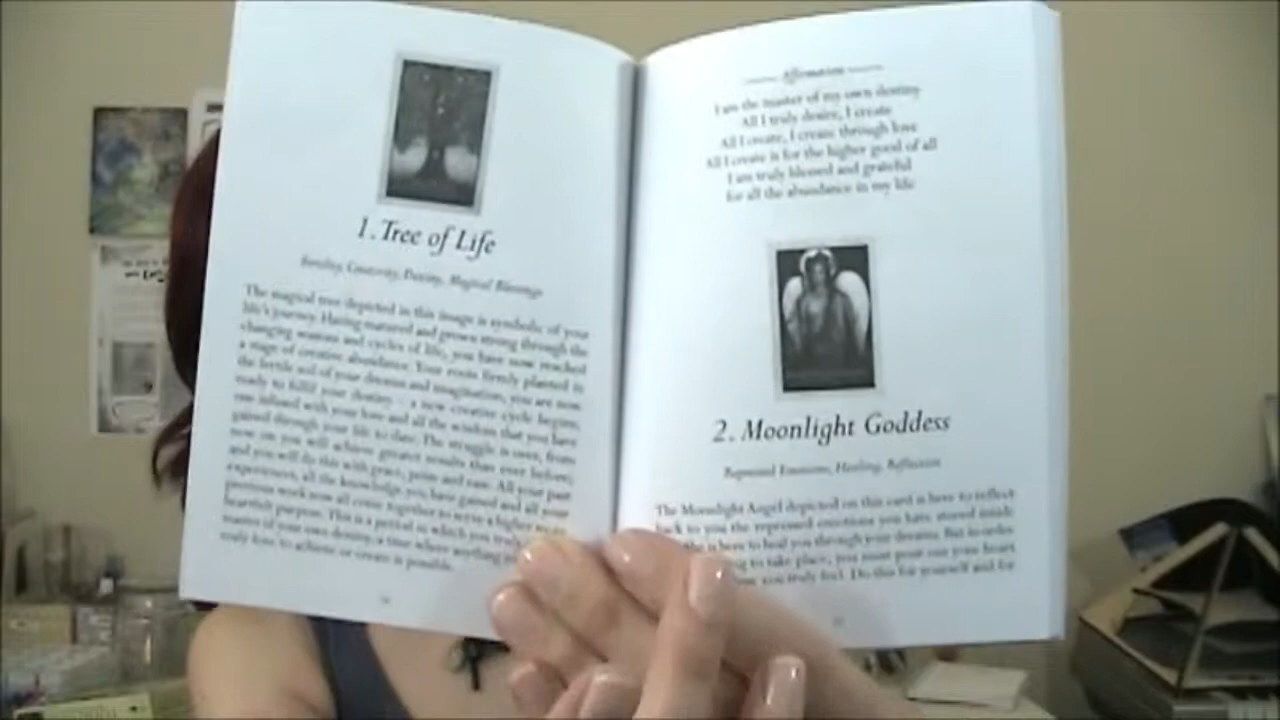 1. Tree of Life
Fertility, Creativity, Destiny, Magical Blessings
The magical tree depicted in this image is symbolic of your
life's journey. Having matured and grown strong through the
changing seasons and cycles of life, you have now reached
a stage of creative abundance. Your roots firmly planted in
the fertile soil of your dreams and imagination, you are now
ready to fulfil your destiny - a new creative cycle begins,
one infused with your love and all the wisdom that you have
gained through your life to date. The struggle is over, from
now on you will achieve greater results than ever before;
and you will do this with grace, poise and ease. All your past
experiences, all the knowledge you have gained and all your
previous work now all come together to serve a higher
heartfelt purpose. This is a period in which you truly
master of your own destiny; a time where anything
truly love to achieve or create is possible.
Affirmation
I am the master of my own destiny
All I truly desire, I create
All I create, I create through love
All I create is for the higher good of all
I am truly blessed and grateful
for all the abundance in my life
2. Moonlight Goddess
Repressed Emotions, Healing, Reflection
The Moonlight Angel depicted on this card is here to reflect
back to you the repressed emotions you have stored inside
she is here to heal you through your dreams. But in order
to take place, you must pour out your heart
you truly feel. Do this for yourself and for